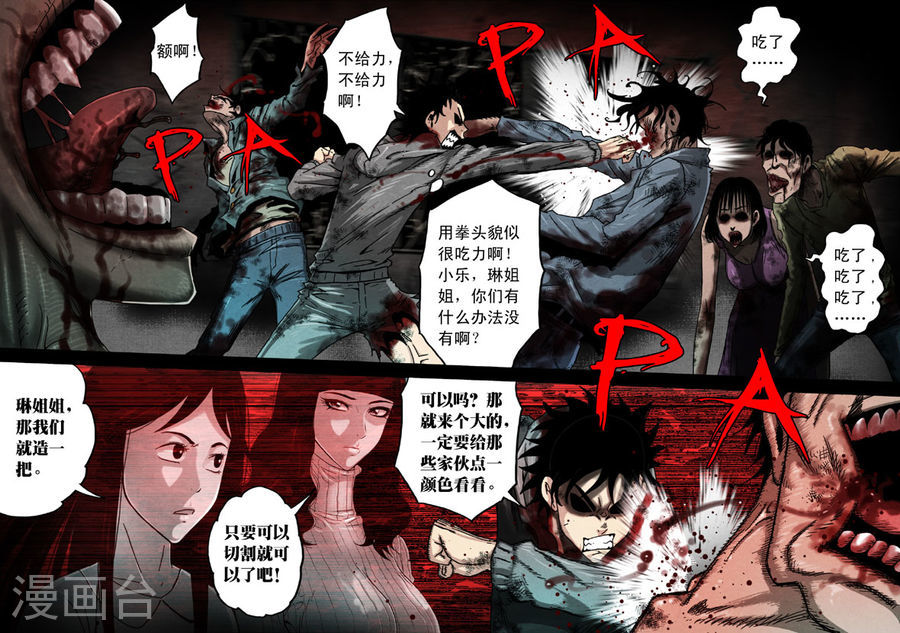 额啊！
不给力，
不给力
啊！
吃了
……
PA
PA
用拳头貌似
很吃力啊！
小乐，琳姐
姐，你们有
什么办法没
有啊？
吃了
吃了
吃了
……
PA
琳姐姐，
那我们
就造一
把。
只要可以
切割就可
以了吧!
可以吗？那
就来个大的，
一定要给那
些家伙点一
颜色看看。
漫画台